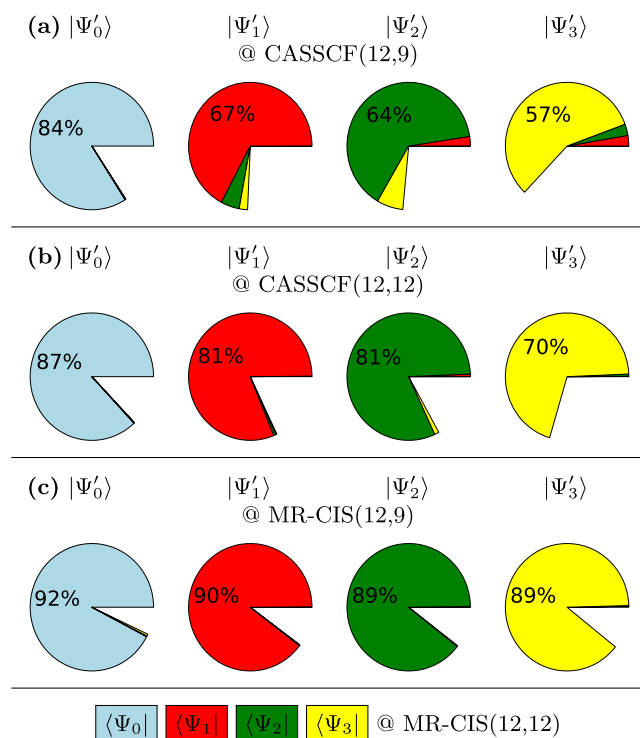 (a) |Ψ′₀⟩ |Ψ′₁⟩ |Ψ′₂⟩ |Ψ′₃⟩
@ CASSCF(12,9)
84% 67% 64% 57%
(b) |Ψ′₀⟩ |Ψ′₁⟩ |Ψ′₂⟩ |Ψ′₃⟩
@ CASSCF(12,12)
87% 81% 81% 70%
(c) |Ψ′₀⟩ |Ψ′₁⟩ |Ψ′₂⟩ |Ψ′₃⟩
@ MR-CIS(12,9)
92% 90% 89% 89%
⟨Ψ₀| ⟨Ψ₁| ⟨Ψ₂| ⟨Ψ₃| @ MR-CIS(12,12)